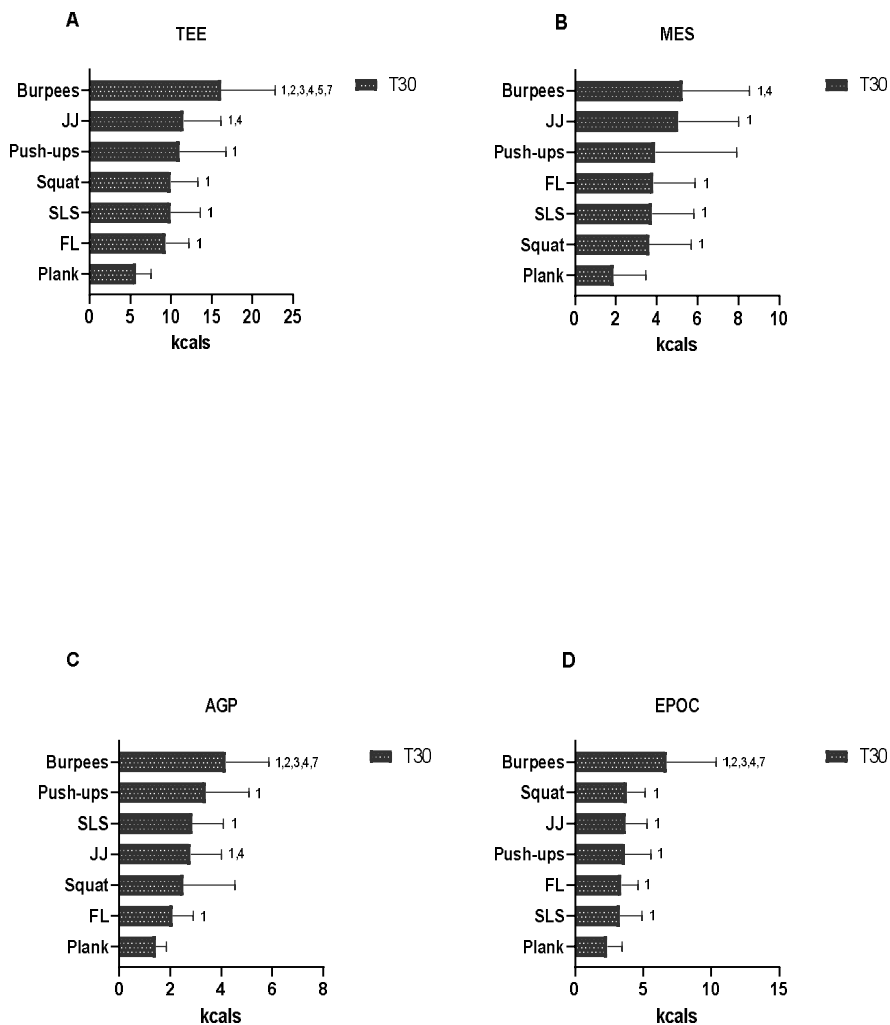 A
TEE
Burpees 1,2,3,4,5,7
JJ 1,4
Push-ups 1
Squat 1
SLS 1
FL 1
Plank
0 5 10 15 20 25
kcals
T30
B
MES
Burpees 1,4
JJ 1
Push-ups
FL 1
SLS 1
Squat 1
Plank
0 2 4 6 8 10
kcals
T30
C
AGP
Burpees 1,2,3,4,7
Push-ups 1
SLS 1
JJ 1,4
Squat
FL 1
Plank
0 2 4 6 8
kcals
T30
D
EPOC
Burpees 1,2,3,4,7
Squat 1
JJ 1
Push-ups 1
FL 1
SLS 1
Plank
0 5 10 15
kcals
T30